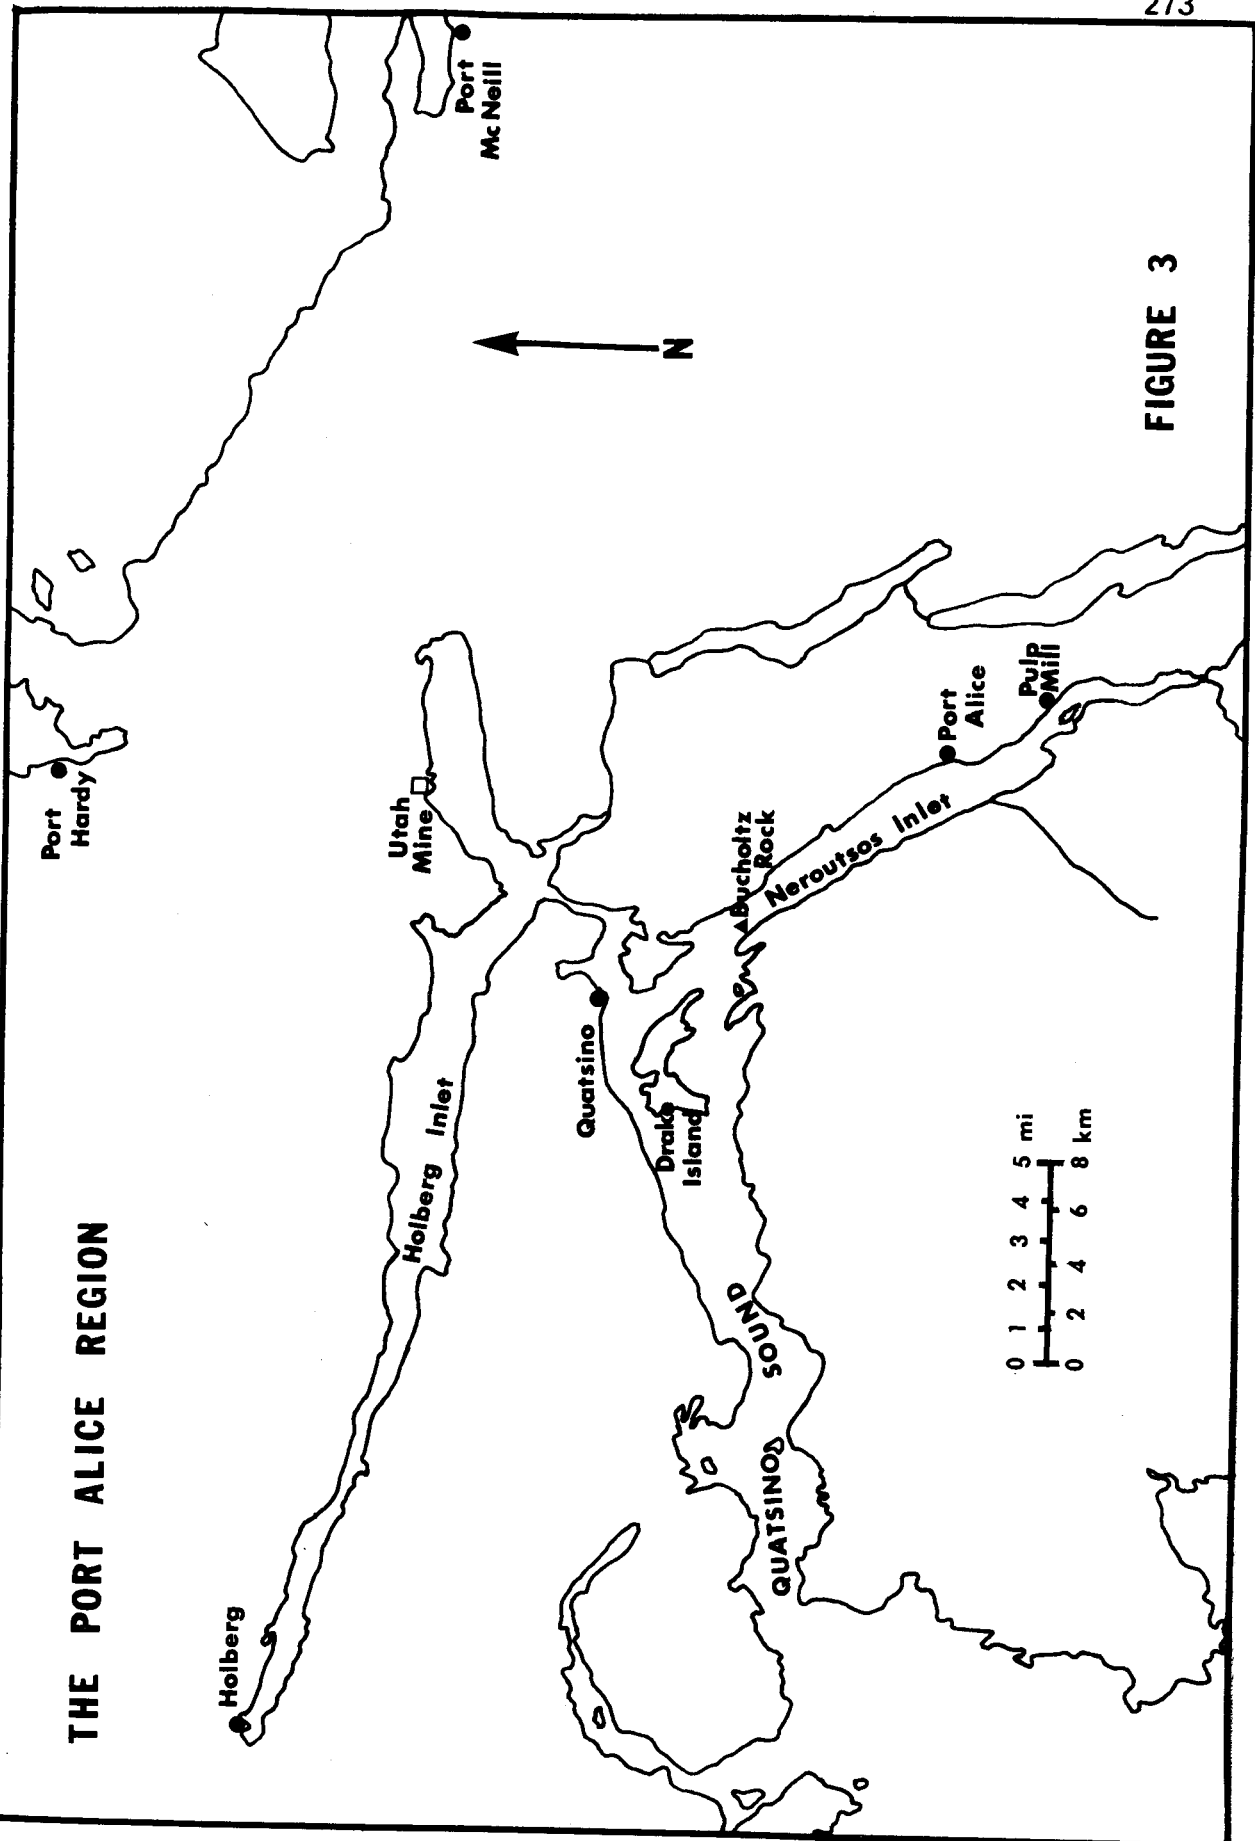 273
THE PORT ALICE REGION
Holberg
Holberg Inlet
Utah
Mine
Port
Hardy
Port
McNeill
N
Quatsino
Drake
Island
Bucholtz
Rock
Neroutsos Inlet
Port
Alice
Pulp
Mill
QUATSINO SOUND
0 1 2 3 4 5 mi
0 2 4 6 8 km
FIGURE 3